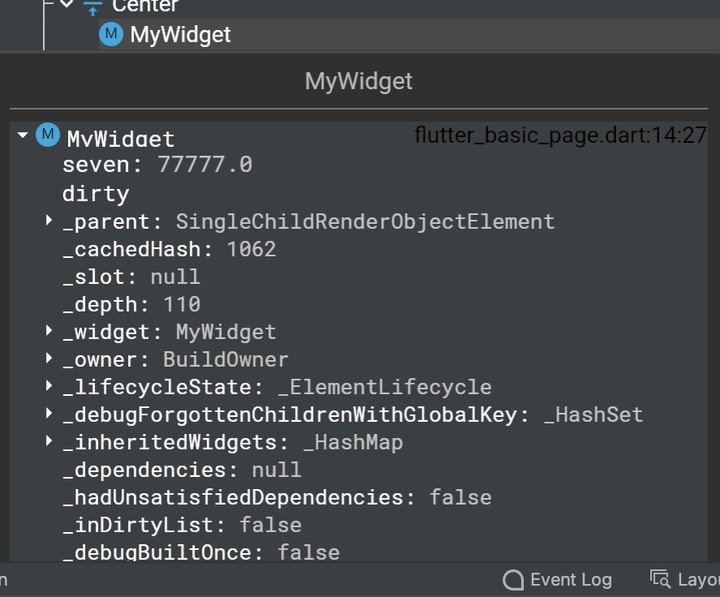 Center
M MyWidget
MyWidget
M MyWidget flutter_basic_page.dart:14:27
seven: 77777.0
dirty
_parent: SingleChildRenderObjectElement
_cachedHash: 1062
_slot: null
_depth: 110
_widget: MyWidget
_owner: BuildOwner
_lifecycleState: _ElementLifecycle
_debugForgottenChildrenWithGlobalKey: _HashSet
_inheritedWidgets: _HashMap
_dependencies: null
_hadUnsatisfiedDependencies: false
_inDirtyList: false
_debugBuiltOnce: false
n Event Log Layou